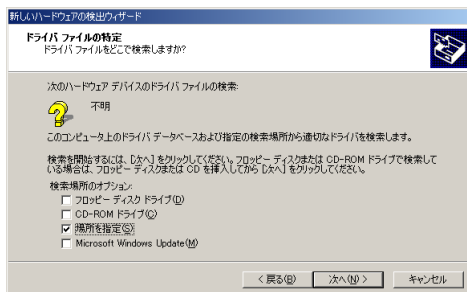 新しいハードウェアの検出ウィザード
ドライバ ファイルの特定
ドライバ ファイルをどこで検索しますか?
次のハードウェア デバイスのドライバ ファイルの検索:
不明
このコンピュータ上のドライバ データベースおよび指定の検索場所から適切なドライバを検索します。
検索を開始するには、[次へ] をクリックしてください。フロッピー ディスクまたは CD-ROM ドライブで検索して
いる場合は、フロッピー ディスクまたは CD を挿入してから [次へ] をクリックしてください。
検索場所のオプション:
フロッピー ディスク ドライブ(D)
CD-ROM ドライブ(C)
場所を指定(S)
Microsoft Windows Update(M)
< 戻る(B)
次へ(N) >
キャンセル